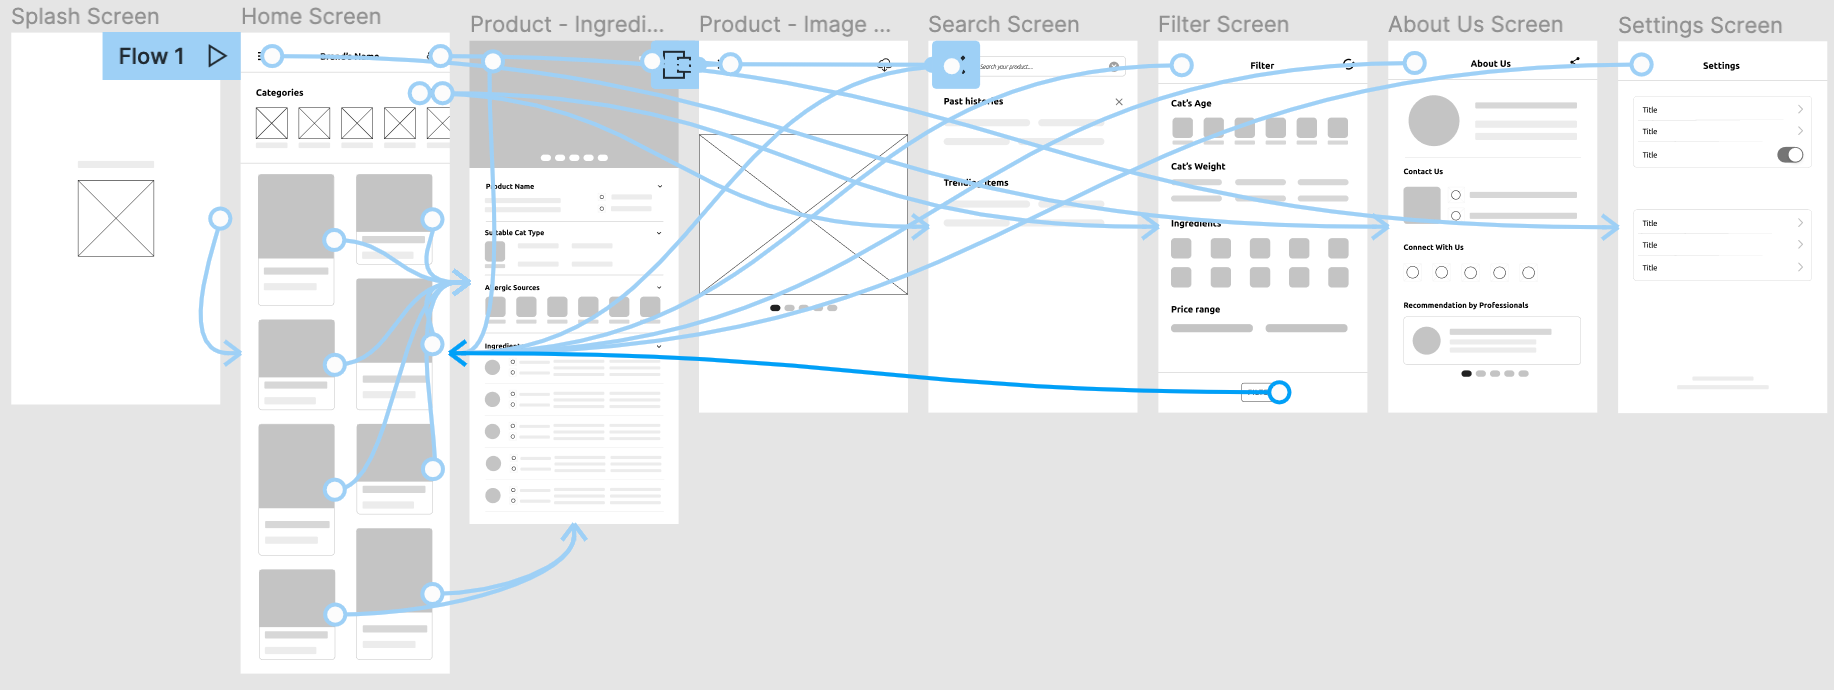 Splash Screen
Home Screen
Product - Ingredi...
Product - Image ...
Search Screen
Filter Screen
About Us Screen
Settings Screen
Flow 1
Brand's Name
Categories
Product Name
Suitable Cat Type
Allergic Sources
Ingredients
Search your product...
Past histories
Trending items
Filter
Cat's Age
Cat's Weight
Ingredients
Price range
About Us
Contact Us
Connect With Us
Recommendation by Professionals
Settings
Title
Title
Title
Title
Title
Title